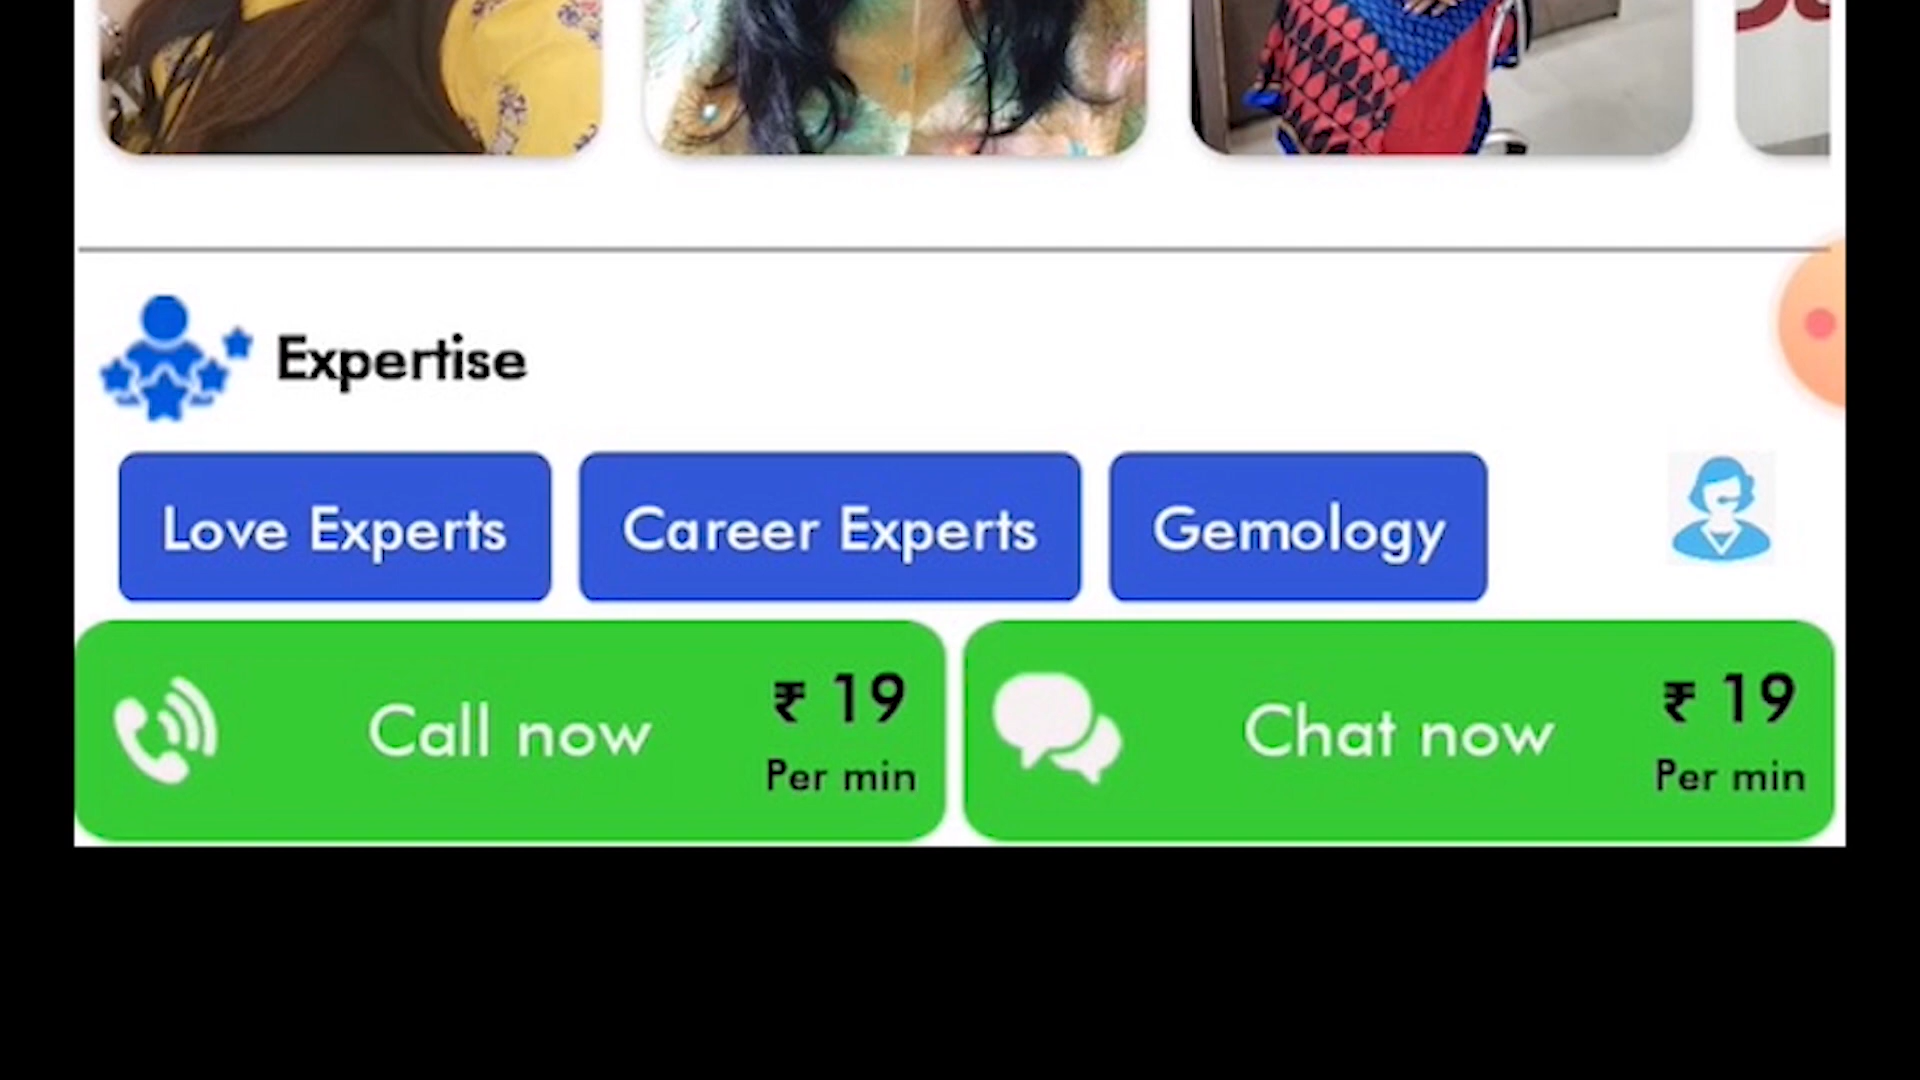 Expertise
Love Experts
Career Experts
Gemology
Call now
₹ 19
Per min
Chat now
₹ 19
Per min